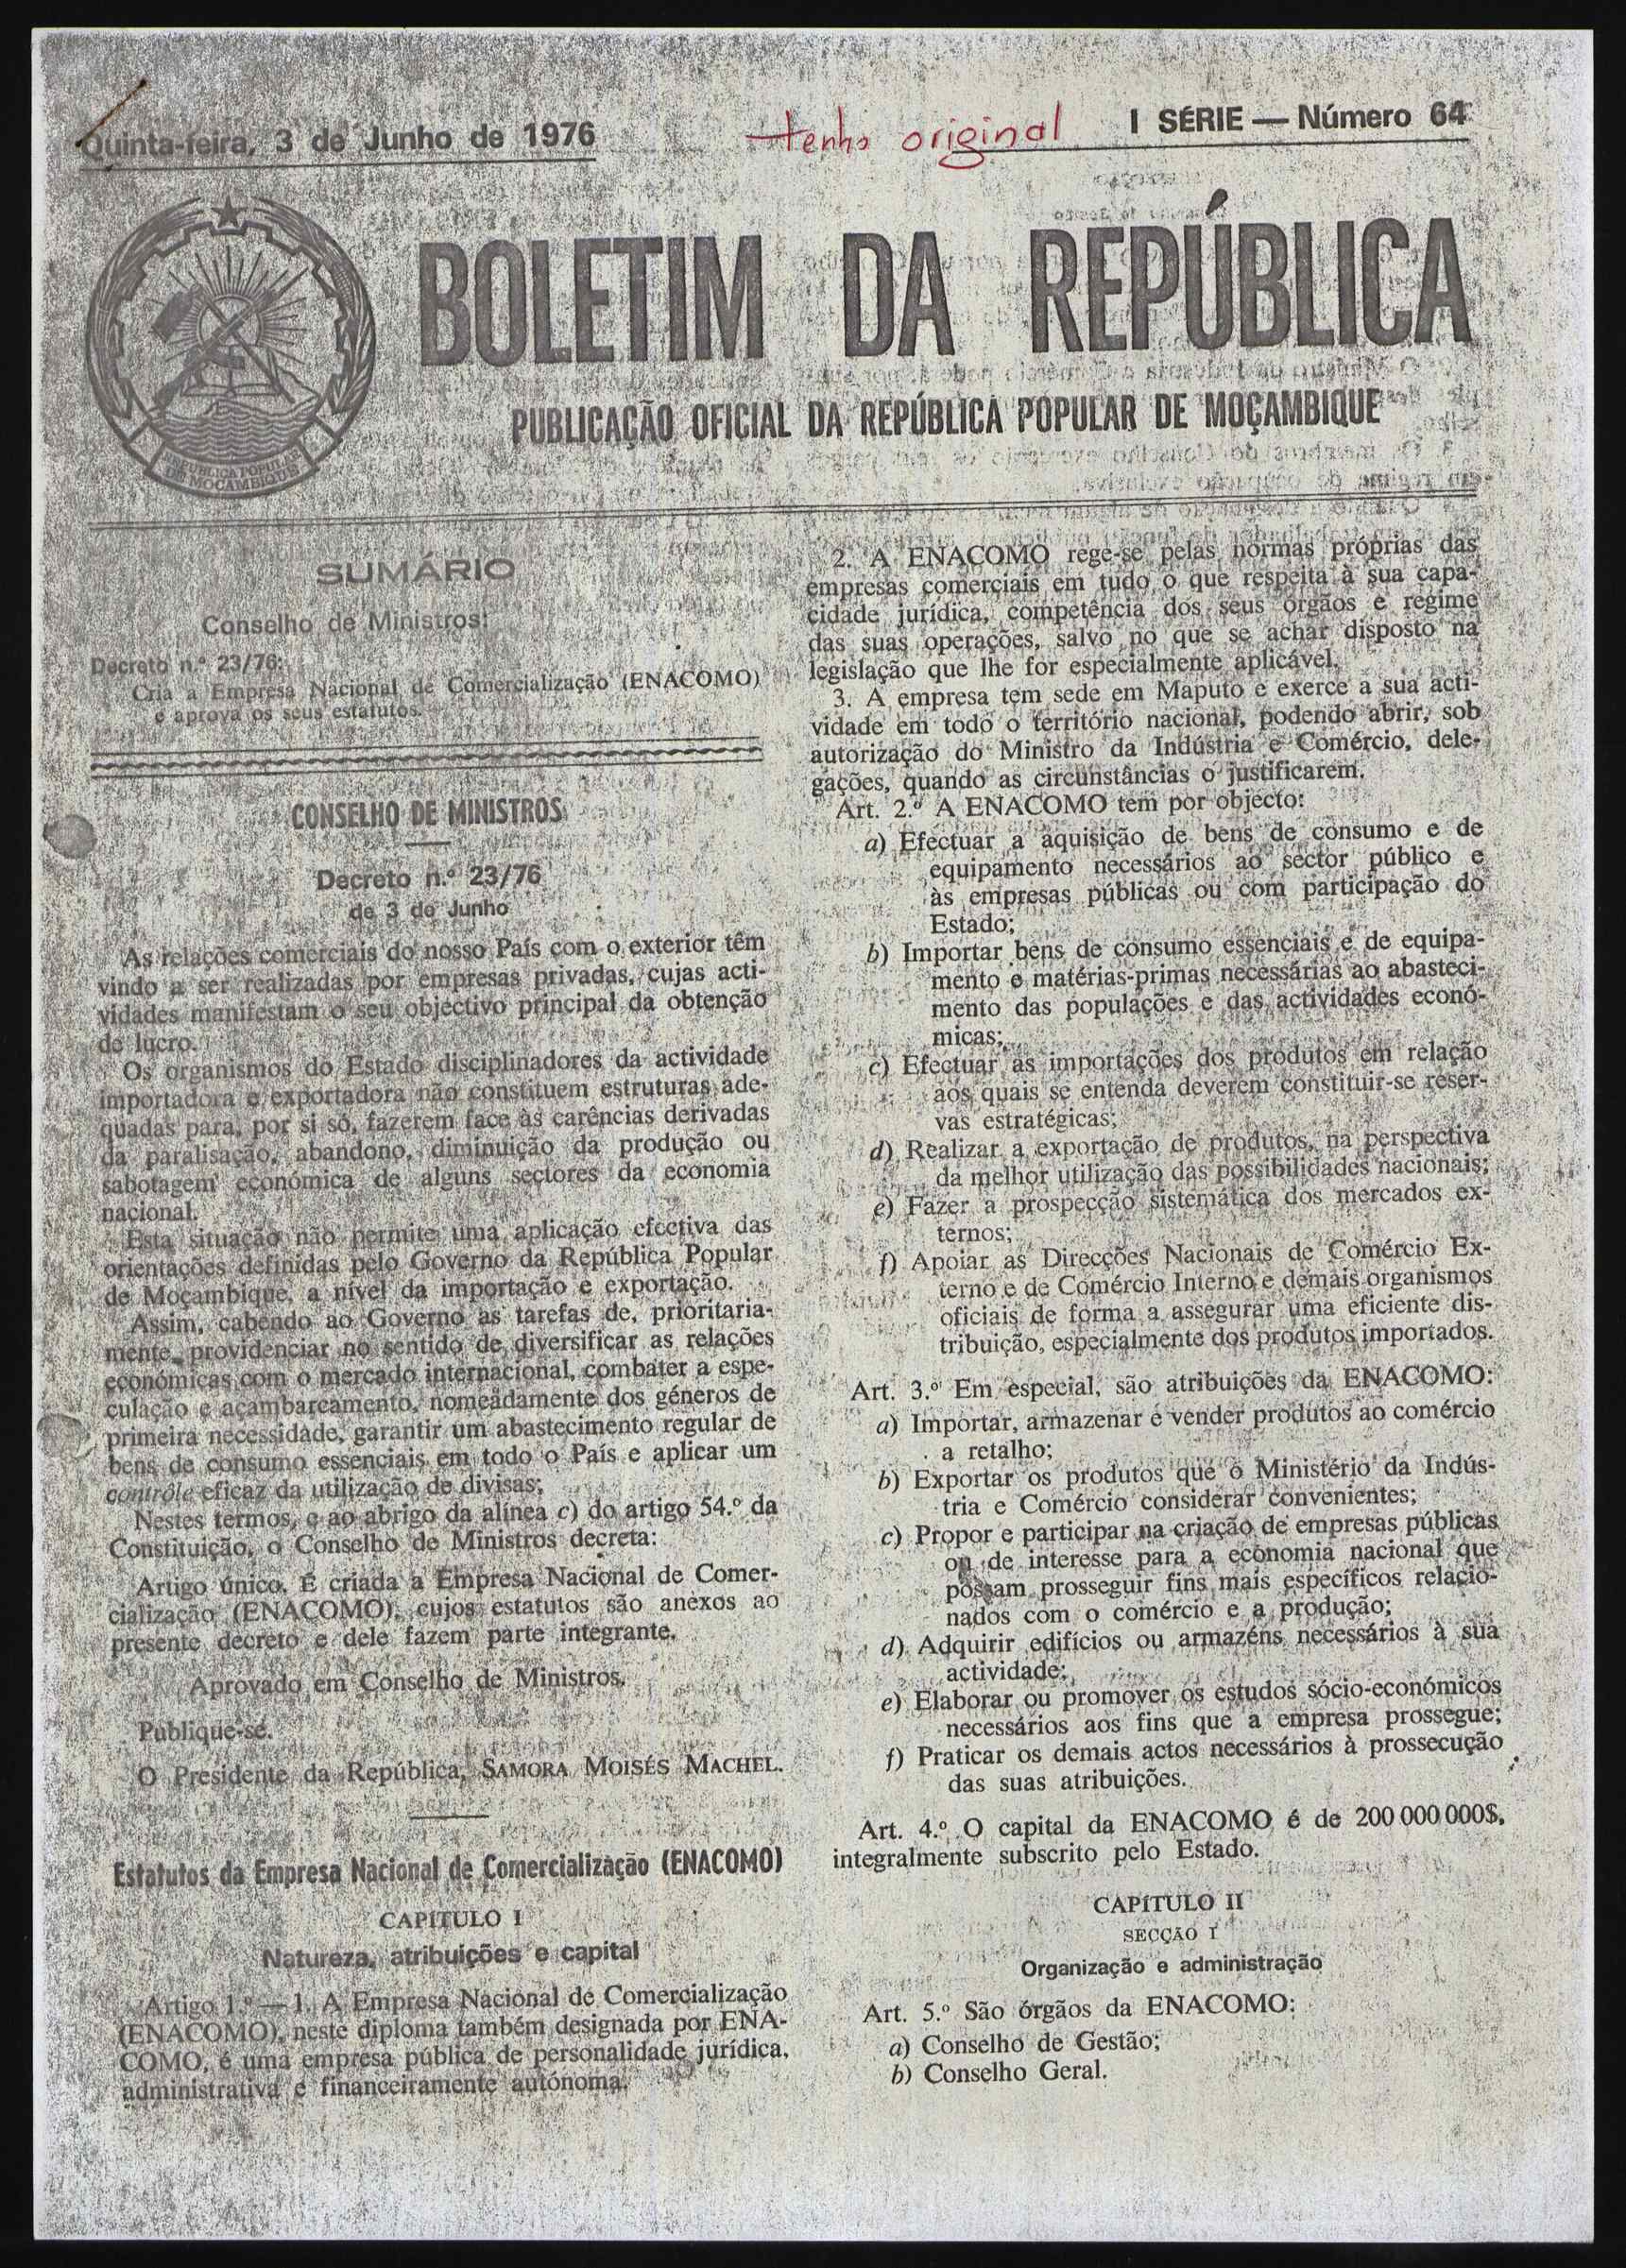 Quinta-feira, 3 de Junho de 1976
tenho original
I SÉRIE — Número 64
BOLETIM DA REPÚBLICA
PUBLICAÇÃO OFICIAL DA REPÚBLICA POPULAR DE MOÇAMBIQUE
REPÚBLICA POPULAR
DE MOÇAMBIQUE
SUMÁRIO
Conselho de Ministros:
Decreto n.º 23/76:
Cria a Empresa Nacional de Comercialização (ENACOMO)
e aprova os seus estatutos.
CONSELHO DE MINISTROS
Decreto n.º 23/76
de 3 de Junho
As relações comerciais do nosso País com o exterior têm
vindo a ser realizadas por empresas privadas, cujas acti-
vidades manifestam o seu objectivo principal da obtenção
de lucro.
Os organismos do Estado disciplinadores da actividade
importadora e exportadora não constituem estruturas ade-
quadas para, por si só, fazerem face às carências derivadas
da paralisação, abandono, diminuição da produção ou
sabotagem económica de alguns sectores da economia
nacional.
Esta situação não permite uma aplicação efectiva das
orientações definidas pelo Governo da República Popular
de Moçambique, a nível da importação e exportação.
Assim, cabendo ao Governo as tarefas de, prioritaria-
mente, providenciar no sentido de diversificar as relações
económicas com o mercado internacional, combater a espe-
culação e açambarcamento, nomeadamente dos géneros de
primeira necessidade, garantir um abastecimento regular de
bens de consumo essenciais em todo o País e aplicar um
contrôle eficaz da utilização de divisas;
Nestes termos, e ao abrigo da alínea c) do artigo 54.º da
Constituição, o Conselho de Ministros decreta:
Artigo único. É criada a Empresa Nacional de Comer-
cialização (ENACOMO), cujos estatutos são anexos ao
presente decreto e dele fazem parte integrante.
Aprovado em Conselho de Ministros.
Publique-se.
O Presidente da República, SAMORA MOISÉS MACHEL.
Estatutos da Empresa Nacional de Comercialização (ENACOMO)
CAPÍTULO I
Natureza, atribuições e capital
Artigo 1.º — 1. A Empresa Nacional de Comercialização
(ENACOMO), neste diploma também designada por ENA-
COMO, é uma empresa pública de personalidade jurídica,
administrativa e financeiramente autónoma.
2. A ENACOMO rege-se pelas normas próprias das
empresas comerciais em tudo o que respeita à sua capa-
cidade jurídica, competência dos seus órgãos e regime
das suas operações, salvo no que se achar disposto na
legislação que lhe for especialmente aplicável.
3. A empresa tem sede em Maputo e exerce a sua acti-
vidade em todo o território nacional, podendo abrir, sob
autorização do Ministro da Indústria e Comércio, dele-
gações, quando as circunstâncias o justificarem.
Art. 2.º A ENACOMO tem por objecto:
a) Efectuar a aquisição de bens de consumo e de
equipamento necessários ao sector público e
às empresas públicas ou com participação do
Estado;
b) Importar bens de consumo essenciais e de equipa-
mento e matérias-primas necessárias ao abasteci-
mento das populações e das actividades econó-
micas;
c) Efectuar as importações dos produtos em relação
aos quais se entenda deverem constituir-se reser-
vas estratégicas;
d) Realizar a exportação de produtos, na perspectiva
da melhor utilização das possibilidades nacionais;
e) Fazer a prospecção sistemática dos mercados ex-
ternos;
f) Apoiar as Direcções Nacionais de Comércio Ex-
terno e de Comércio Interno e demais organismos
oficiais de forma a assegurar uma eficiente dis-
tribuição, especialmente dos produtos importados.
Art. 3.º Em especial, são atribuições da ENACOMO:
a) Importar, armazenar e vender produtos ao comércio
a retalho;
b) Exportar os produtos que o Ministério da Indús-
tria e Comércio considerar convenientes;
c) Propor e participar na criação de empresas públicas
ou de interesse para a economia nacional que
possam prosseguir fins mais específicos relacio-
nados com o comércio e a produção;
d) Adquirir edifícios ou armazéns necessários à sua
actividade;
e) Elaborar ou promover os estudos sócio-económicos
necessários aos fins que a empresa prossegue;
f) Praticar os demais actos necessários à prossecução
das suas atribuições.
Art. 4.º O capital da ENACOMO é de 200 000 000$,
integralmente subscrito pelo Estado.
CAPÍTULO II
SECÇÃO I
Organização e administração
Art. 5.º São órgãos da ENACOMO:
a) Conselho de Gestão;
b) Conselho Geral.